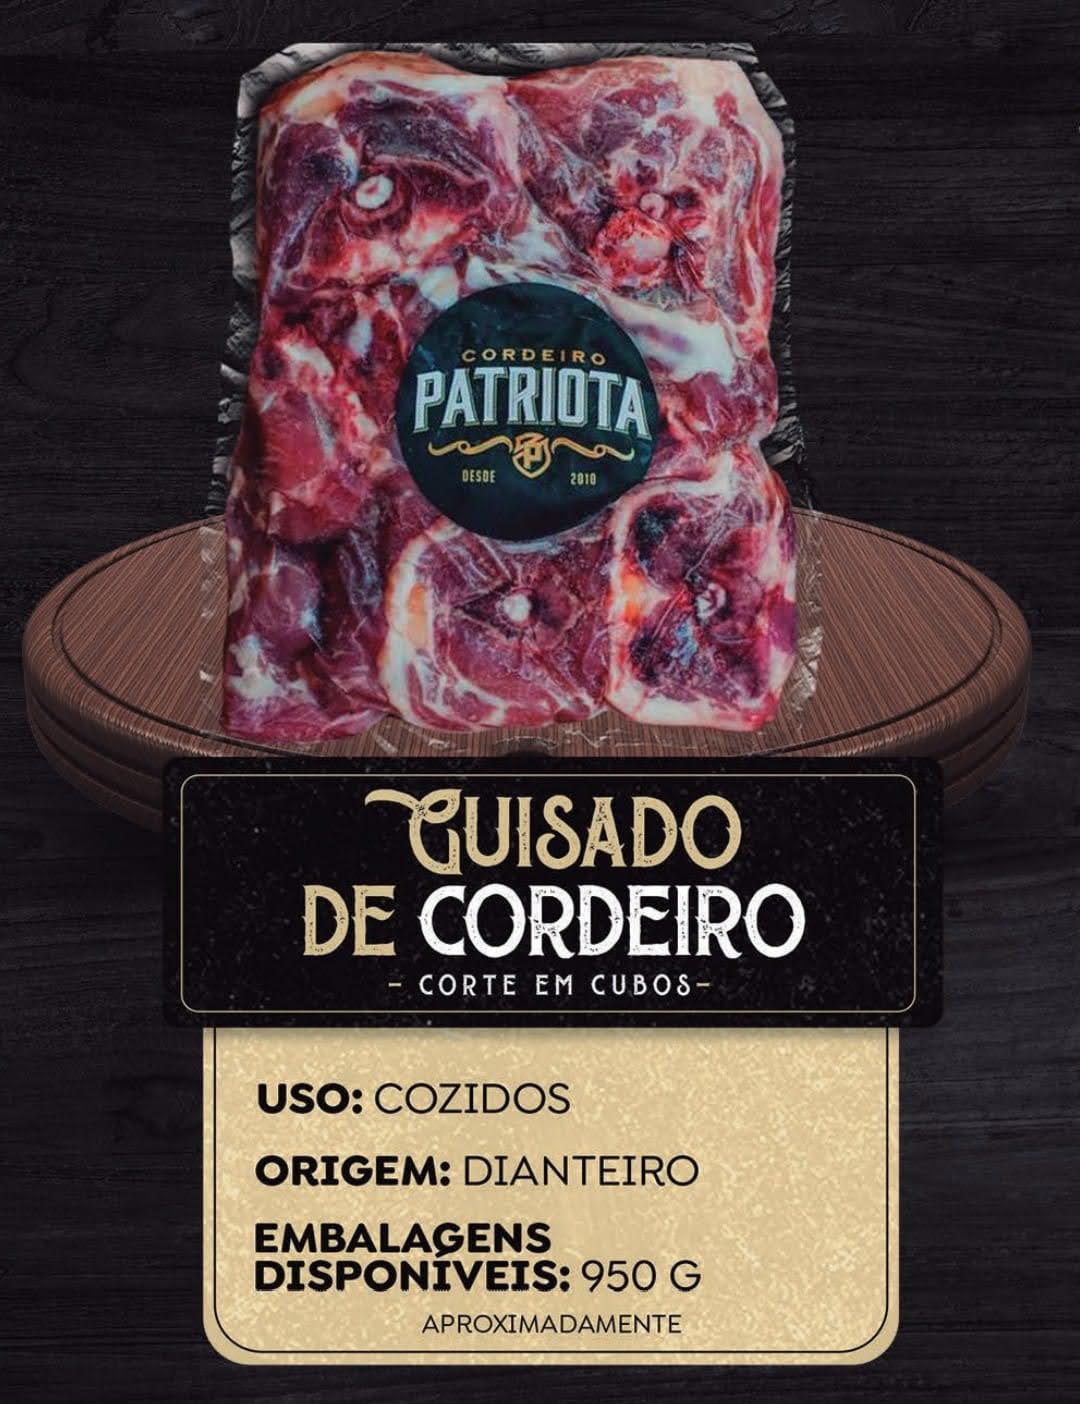 CORDEIRO
PATRIOTA
DESDE 2010
GUISADO
DE CORDEIRO
- CORTE EM CUBOS-
USO: COZIDOS
ORIGEM: DIANTEIRO
EMBALAGENS
DISPONÍVEIS: 950 G
APROXIMADAMENTE